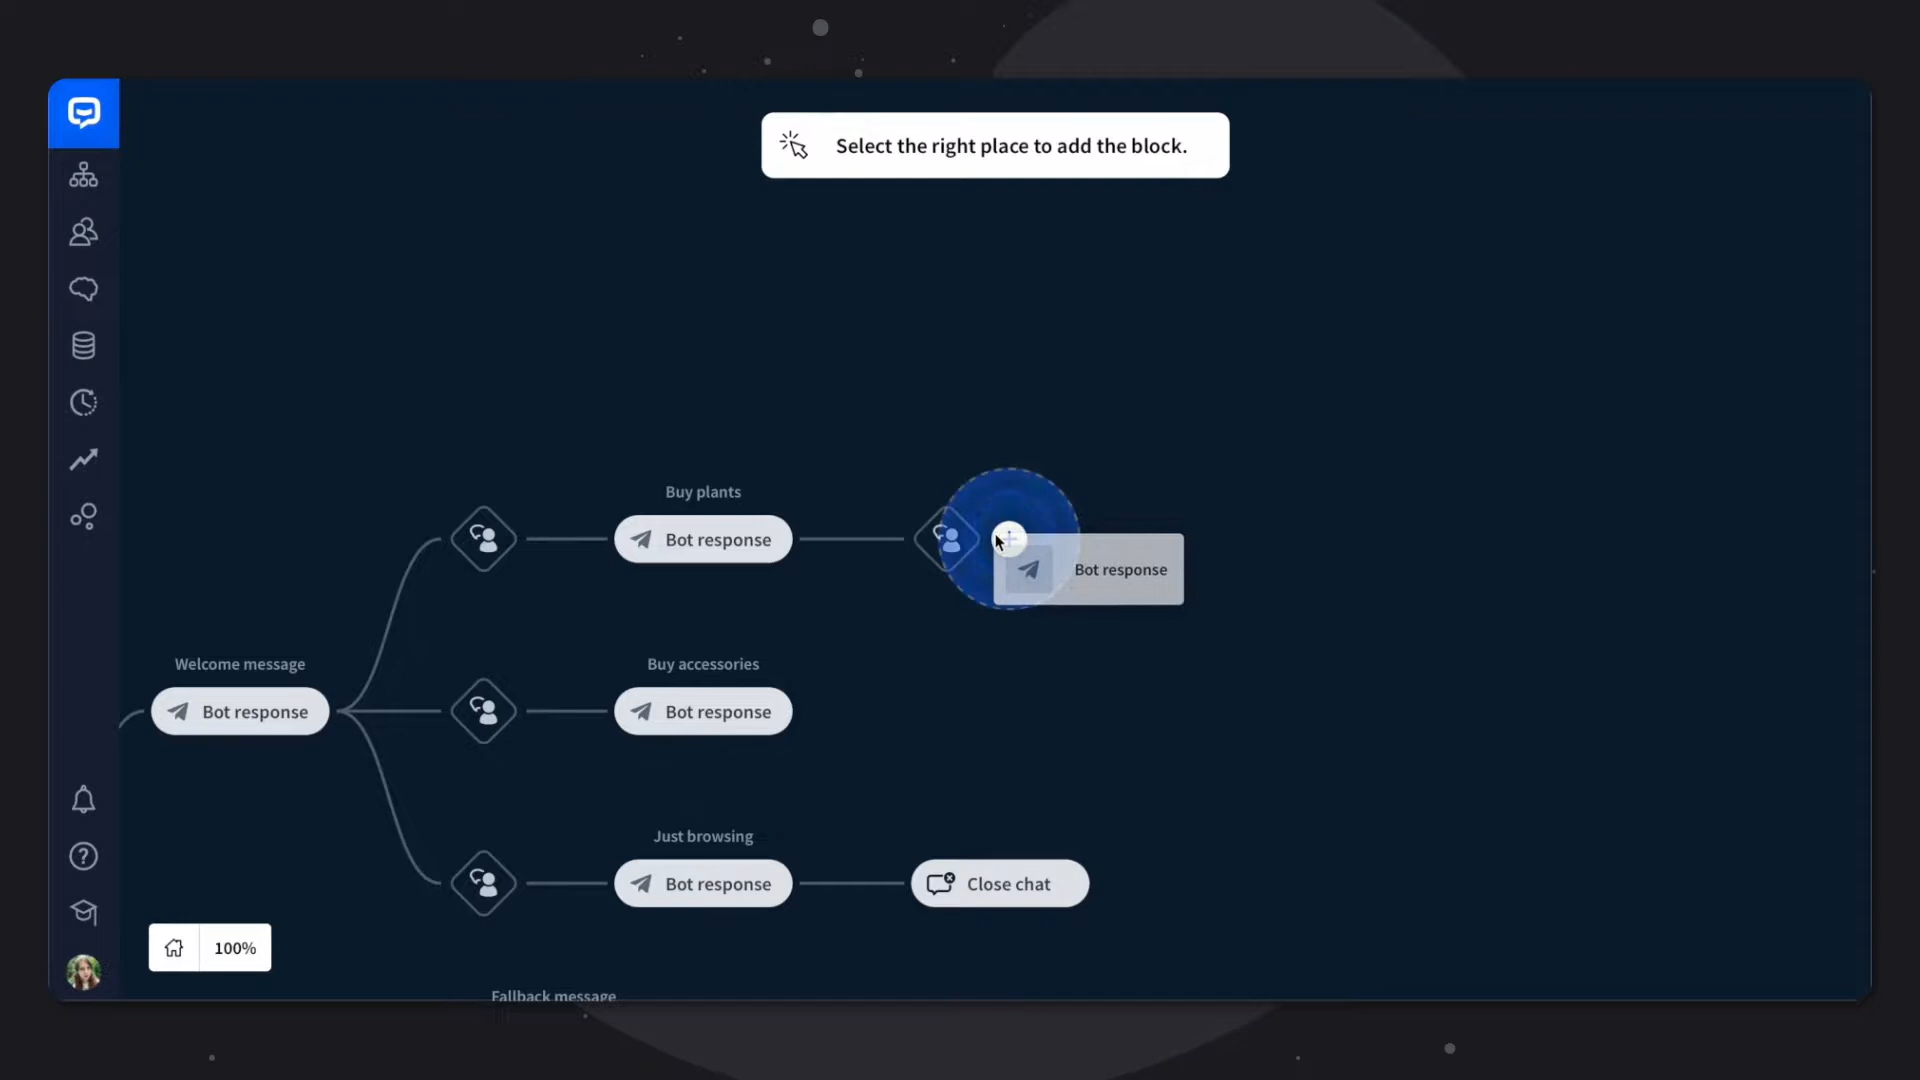 Select the right place to add the block.
Buy plants
Bot response
Bot response
Welcome message
Bot response
Buy accessories
Bot response
Just browsing
Bot response
Close chat
100%
Fallback message